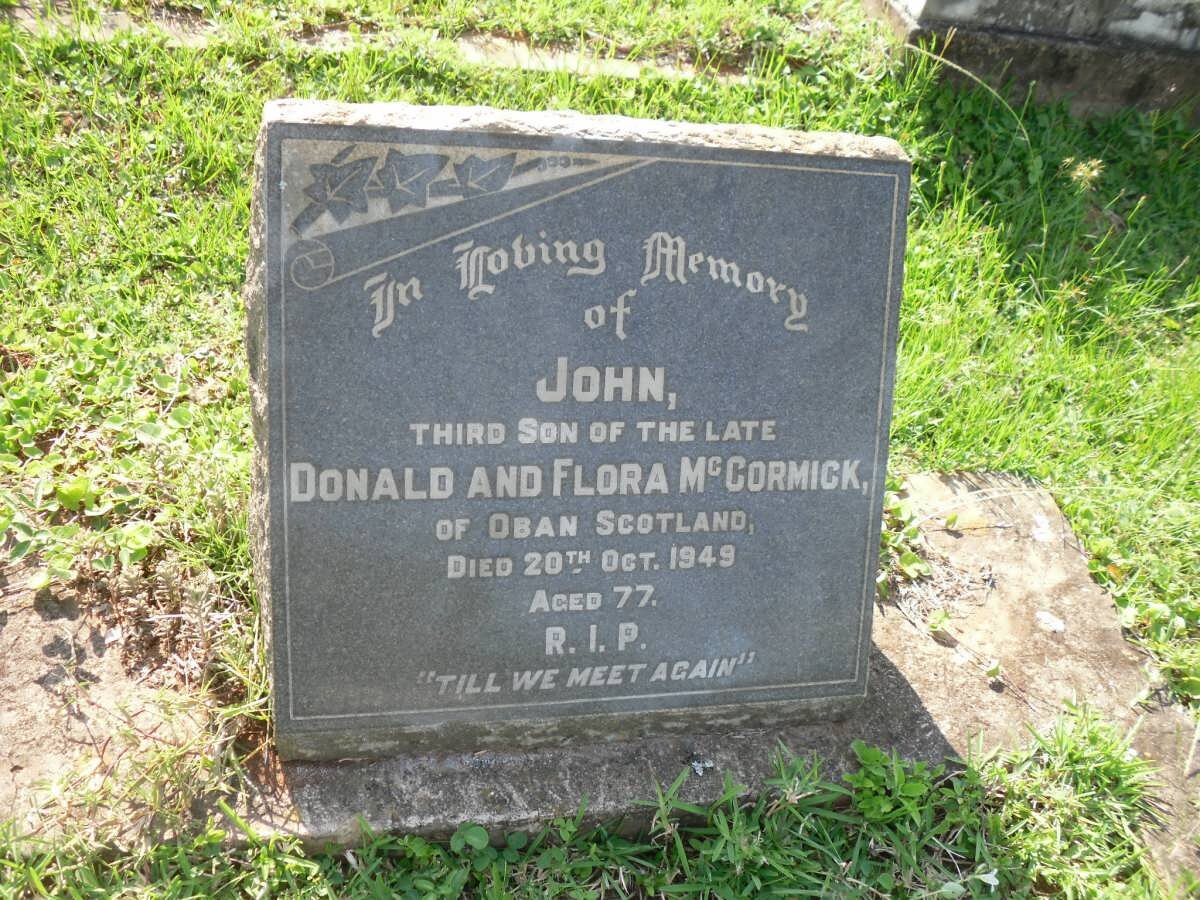 In Loving Memory
of
JOHN,
THIRD SON OF THE LATE
DONALD AND FLORA McCORMICK,
OF OBAN SCOTLAND,
DIED 20TH OCT. 1949
AGED 77.
R. I. P.
"TILL WE MEET AGAIN"